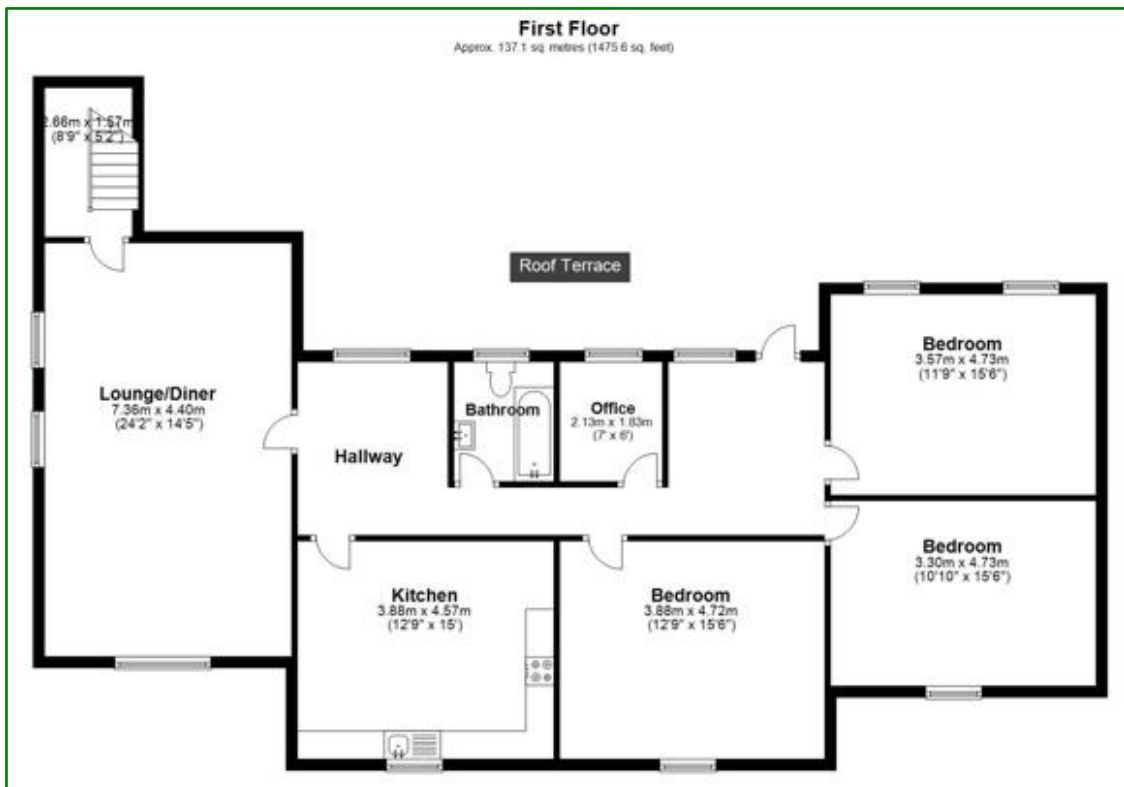 First Floor
Approx. 137.1 sq. metres (1475.6 sq. feet)
2.66m x 1.57m
(8'9" x 5'2")
Roof Terrace
Lounge/Diner
7.36m x 4.40m
(24'2" x 14'5")
Hallway
Bathroom
Office
2.13m x 1.83m
(7' x 6')
Bedroom
3.57m x 4.73m
(11'9" x 15'6")
Kitchen
3.88m x 4.57m
(12'9" x 15')
Bedroom
3.88m x 4.72m
(12'9" x 15'6")
Bedroom
3.30m x 4.73m
(10'10" x 15'6")